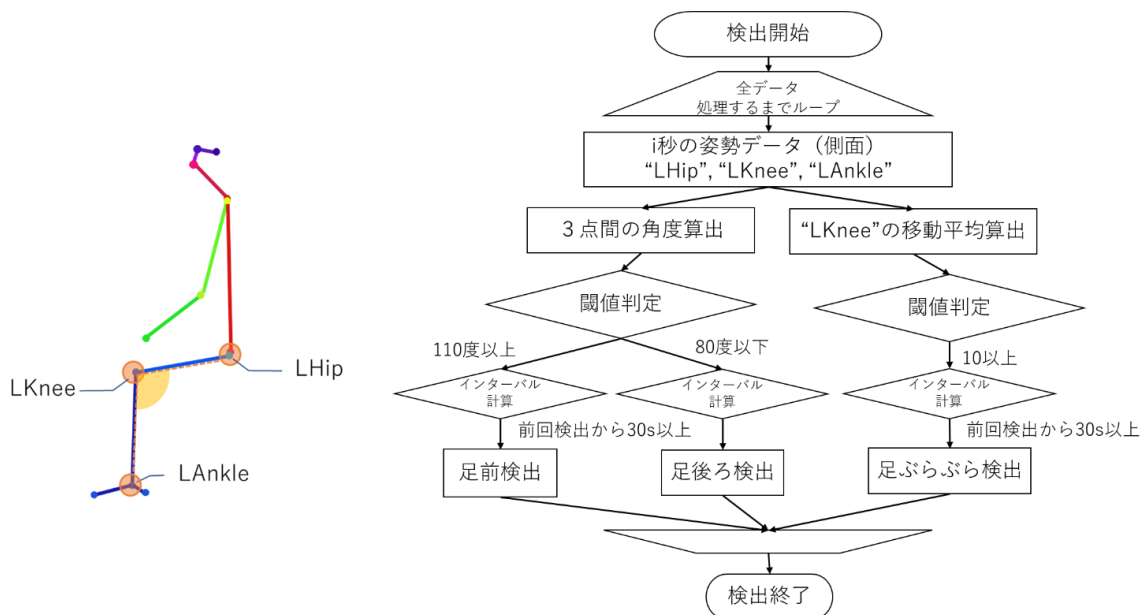 検出開始
全データ
処理するまでループ
i秒の姿勢データ（側面）
“LHip”, “LKnee”, “LAnkle”
３点間の角度算出
“LKnee”の移動平均算出
閾値判定
閾値判定
110度以上
80度以下
10以上
インターバル
計算
インターバル
計算
インターバル
計算
前回検出から30s以上
前回検出から30s以上
足前検出
足後ろ検出
足ぶらぶら検出
検出終了
LKnee
LHip
LAnkle